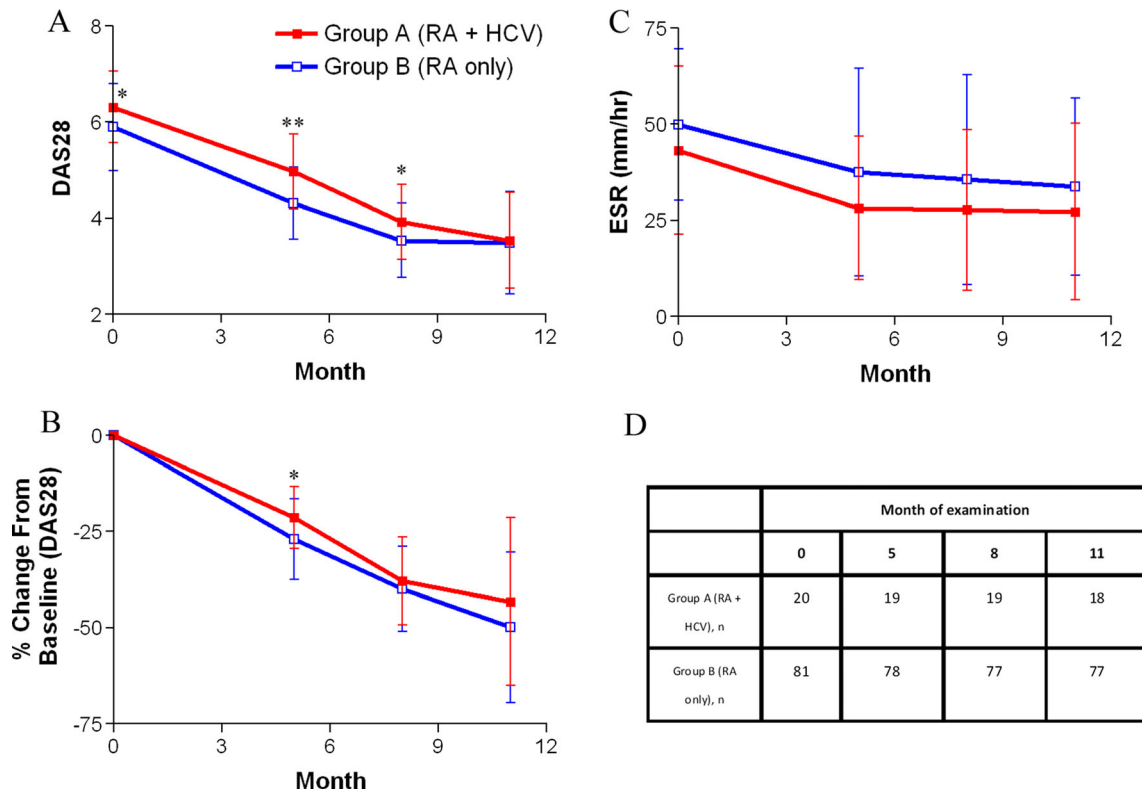 A
8
6
4
2
DAS28
Group A (RA + HCV)
Group B (RA only)
*
**
*
0
3
6
9
12
Month
B
0
-25
-50
-75
% Change From
Baseline (DAS28)
*
0
3
6
9
12
Month
C
75
50
25
0
ESR (mm/hr)
0
3
6
9
12
Month
D
Month of examination
0
5
8
11
Group A (RA +
HCV), n
20
19
19
18
Group B (RA
only), n
81
78
77
77